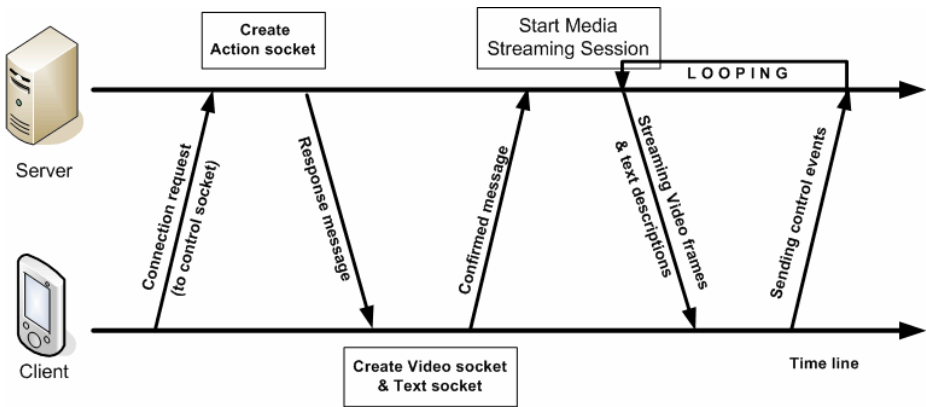 Create
Action socket
Start Media
Streaming Session
LOOPING
Server
Connection request
(to control socket)
Response message
Confirmed message
Streaming Video frames
& text descriptions
Sending control events
Client
Create Video socket
& Text socket
Time line